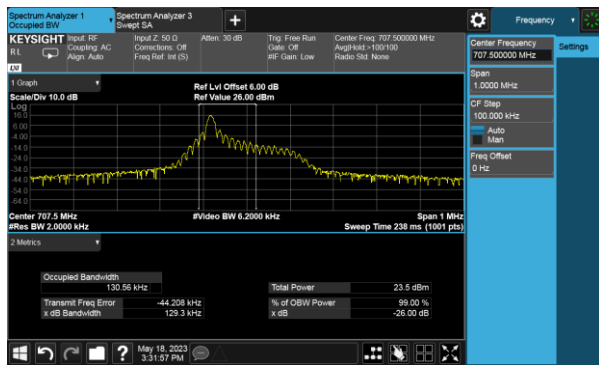 Spectrum Analyzer 1
Occupied BW
Spectrum Analyzer 3
Swept SA
+
Frequency
KEYSIGHT
RL
LXI
Input: RF
Coupling: AC
Align: Auto
Input Z: 50 Ω
Corrections: Off
Freq Ref: Int (S)
Atten: 30 dB
Trig: Free Run
Gate: Off
#IF Gain: Low
Center Freq: 707.500000 MHz
Avg|Hold:>100/100
Radio Std: None
Center Frequency
707.500000 MHz
Settings
Span
1.0000 MHz
CF Step
100.000 kHz
Auto
Man
Freq Offset
0 Hz
1 Graph
Scale/Div 10.0 dB
Ref Lvl Offset 6.00 dB
Ref Value 26.00 dBm
Log
16.0
6.00
-4.00
-14.0
-24.0
-34.0
-44.0
-54.0
-64.0
Center 707.5 MHz
#Res BW 2.0000 kHz
#Video BW 6.2000 kHz
Span 1 MHz
Sweep Time 238 ms (1001 pts)
2 Metrics
Occupied Bandwidth
130.56 kHz
Total Power 23.5 dBm
Transmit Freq Error -44.208 kHz
% of OBW Power 99.00 %
x dB Bandwidth 129.3 kHz
x dB -26.00 dB
?
May 18, 2023
3:31:57 PM